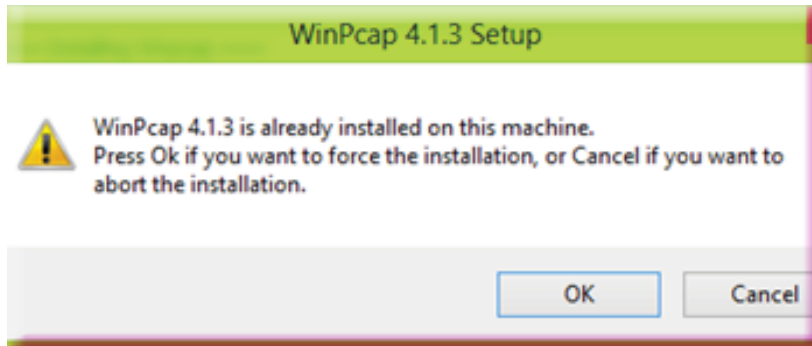 WinPcap 4.1.3 Setup
WinPcap 4.1.3 is already installed on this machine.
Press Ok if you want to force the installation, or Cancel if you want to
abort the installation.
OK
Cancel